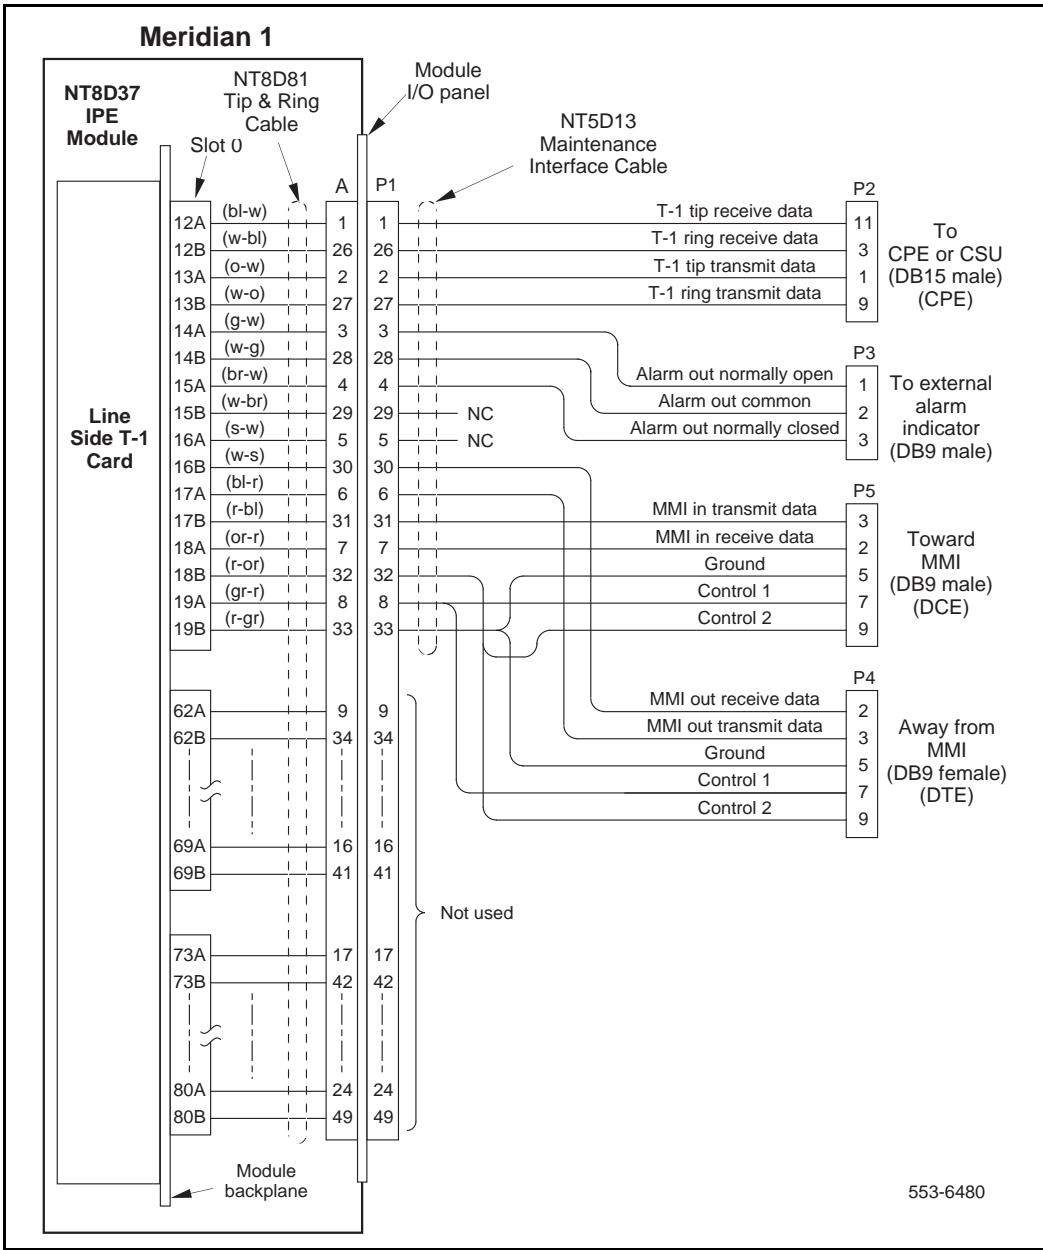 Meridian 1
NT8D37
IPE
Module
NT8D81
Tip & Ring
Cable
Module
I/O panel
Slot 0
NT5D13
Maintenance
Interface Cable
A P1 P2
12A (bl-w) 1 1 T-1 tip receive data 11
12B (w-bl) 26 26 T-1 ring receive data 3
13A (o-w) 2 2 T-1 tip transmit data 1
13B (w-o) 27 27 T-1 ring transmit data 9
To
CPE or CSU
(DB15 male)
(CPE)
14A (g-w) 3 3
14B (w-g) 28 28
15A (br-w) 4 4
15B (w-br) 29 29 NC
16A (s-w) 5 5 NC
16B (w-s) 30 30
17A (bl-r) 6 6
P3
Alarm out normally open 1
Alarm out common 2
Alarm out normally closed 3
To external
alarm
indicator
(DB9 male)
Line
Side T-1
Card
P5
17B (r-bl) 31 31 MMI in transmit data 3
18A (or-r) 7 7 MMI in receive data 2
18B (r-or) 32 32 Ground 5
19A (gr-r) 8 8 Control 1 7
19B (r-gr) 33 33 Control 2 9
Toward
MMI
(DB9 male)
(DCE)
P4
MMI out receive data 2
MMI out transmit data 3
Ground 5
Control 1 7
Control 2 9
Away from
MMI
(DB9 female)
(DTE)
62A 9 9
62B 34 34
69A 16 16
69B 41 41
Not used
73A 17 17
73B 42 42
80A 24 24
80B 49 49
Module
backplane
553-6480